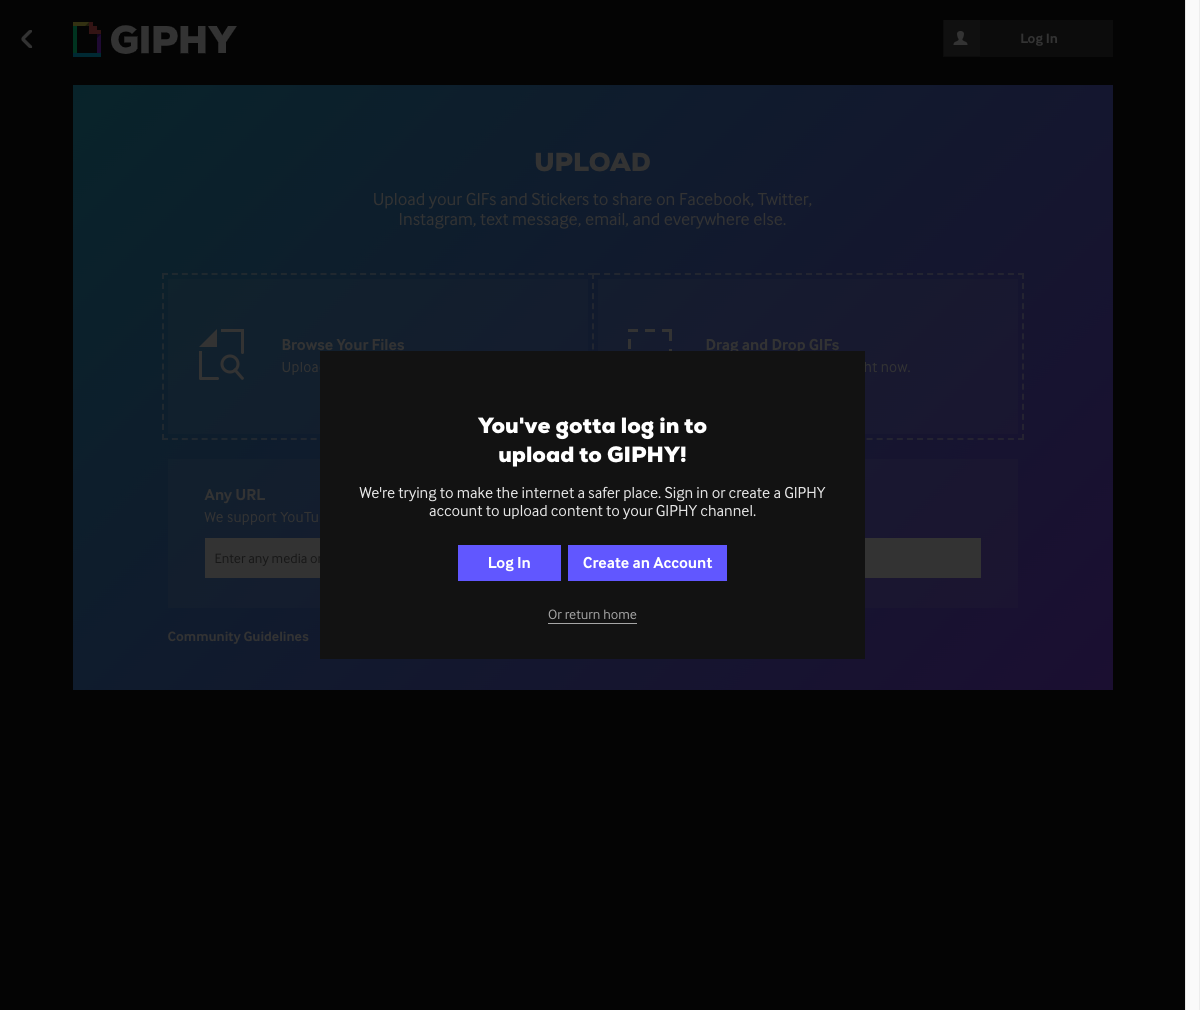 GIPHY
Log In
UPLOAD
Upload your GIFs and Stickers to share on Facebook, Twitter,
Instagram, text message, email, and everywhere else.
Browse Your Files
Drag and Drop GIFs
Uploa
ht now.
You've gotta log in to
upload to GIPHY!
We're trying to make the internet a safer place. Sign in or create a GIPHY
account to upload content to your GIPHY channel.
Log In
Create an Account
Or return home
Any URL
We support YouTu
Enter any media or
Community Guidelines